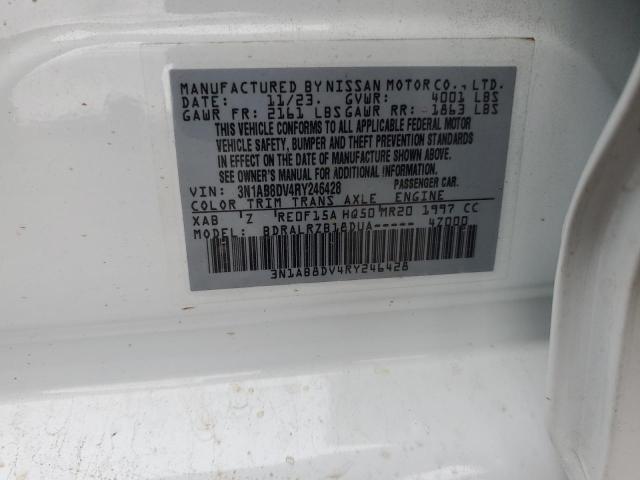 MANUFACTURED BY NISSAN MOTOR CO., LTD.
DATE: 11/23. GVWR: 4001 LBS
GAWR FR: 2161 LBS GAWR RR: 1863 LBS
THIS VEHICLE CONFORMS TO ALL APPLICABLE FEDERAL MOTOR
VEHICLE SAFETY, BUMPER AND THEFT PREVENTION STANDARDS
IN EFFECT ON THE DATE OF MANUFACTURE SHOWN ABOVE.
SEE OWNER'S MANUAL FOR ADDITIONAL INFORMATION.
VIN: 3N1AB8DV4RY246428 PASSENGER CAR.
COLOR TRIM TRANS AXLE ENGINE
XAB Z RE0F15A HQ50 MR20 1997 CC
MODEL: BDRALRZB18DUA----- 47000
3N1AB8DV4RY246428